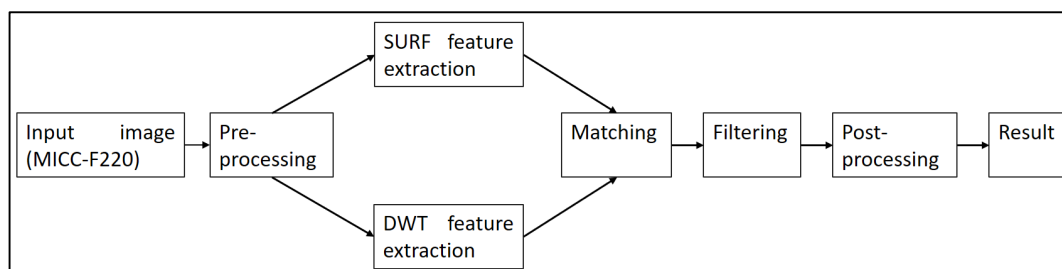 SURF feature
extraction
Input image
(MICC-F220)
Pre-
processing
DWT feature
extraction
Matching
Filtering
Post-
processing
Result